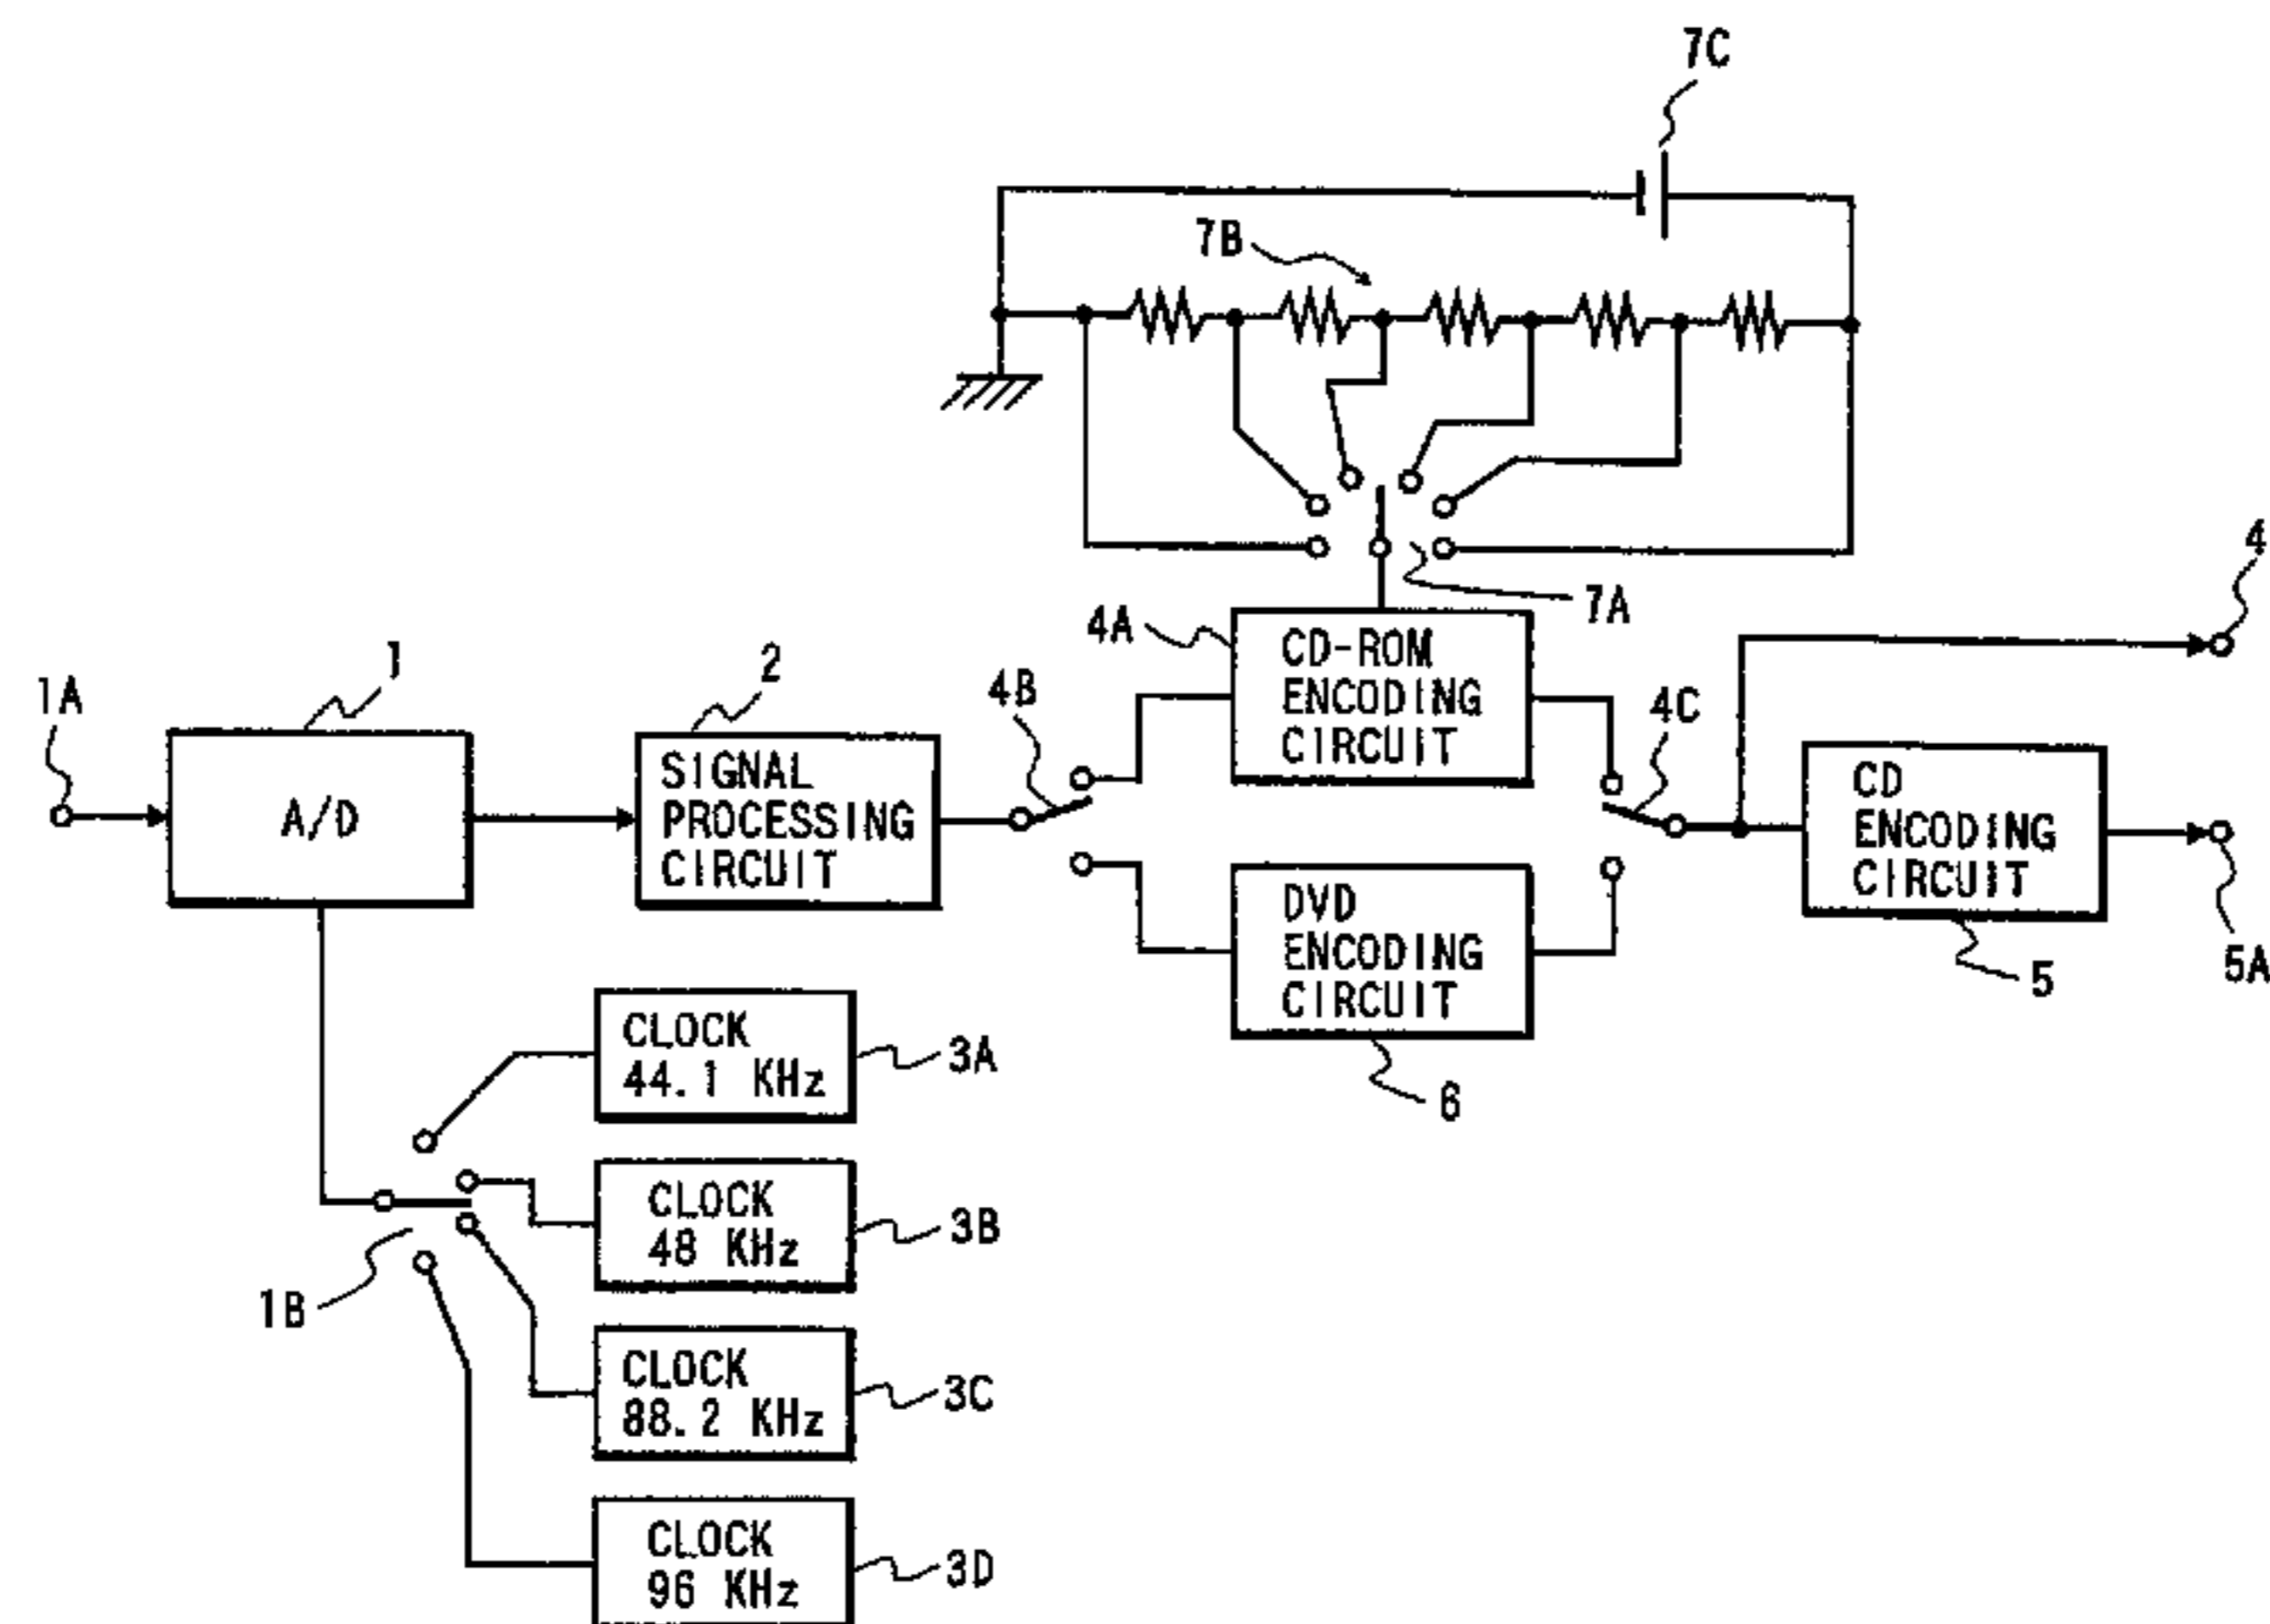 7C
7B
7A
4
4A
CD-ROM
ENCODING
CIRCUIT
1A
1
2
4B
4C
A/D
SIGNAL
PROCESSING
CIRCUIT
CD
ENCODING
CIRCUIT
5A
5
DVD
ENCODING
CIRCUIT
6
CLOCK
44.1 KHz
3A
CLOCK
48 KHz
3B
1B
CLOCK
88.2 KHz
3C
CLOCK
96 KHz
3D